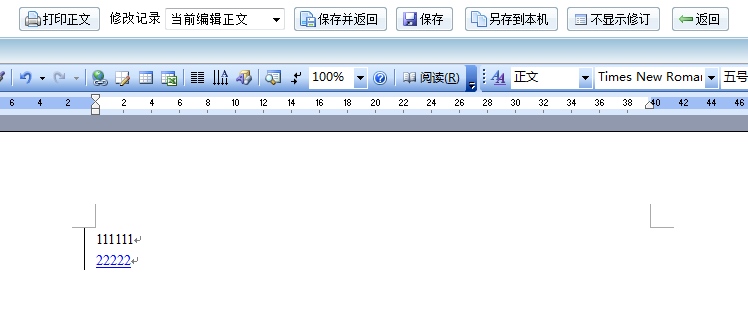 打印正文 修改记录 当前编辑正文 保存并返回 保存 另存到本机 不显示修订 返回
100% 阅读(R) 正文 Times New Roma 五号
6 4 2 2 4 6 8 10 12 14 16 18 20 22 24 26 28 30 32 34 36 38 40 42 44 46
111111
22222